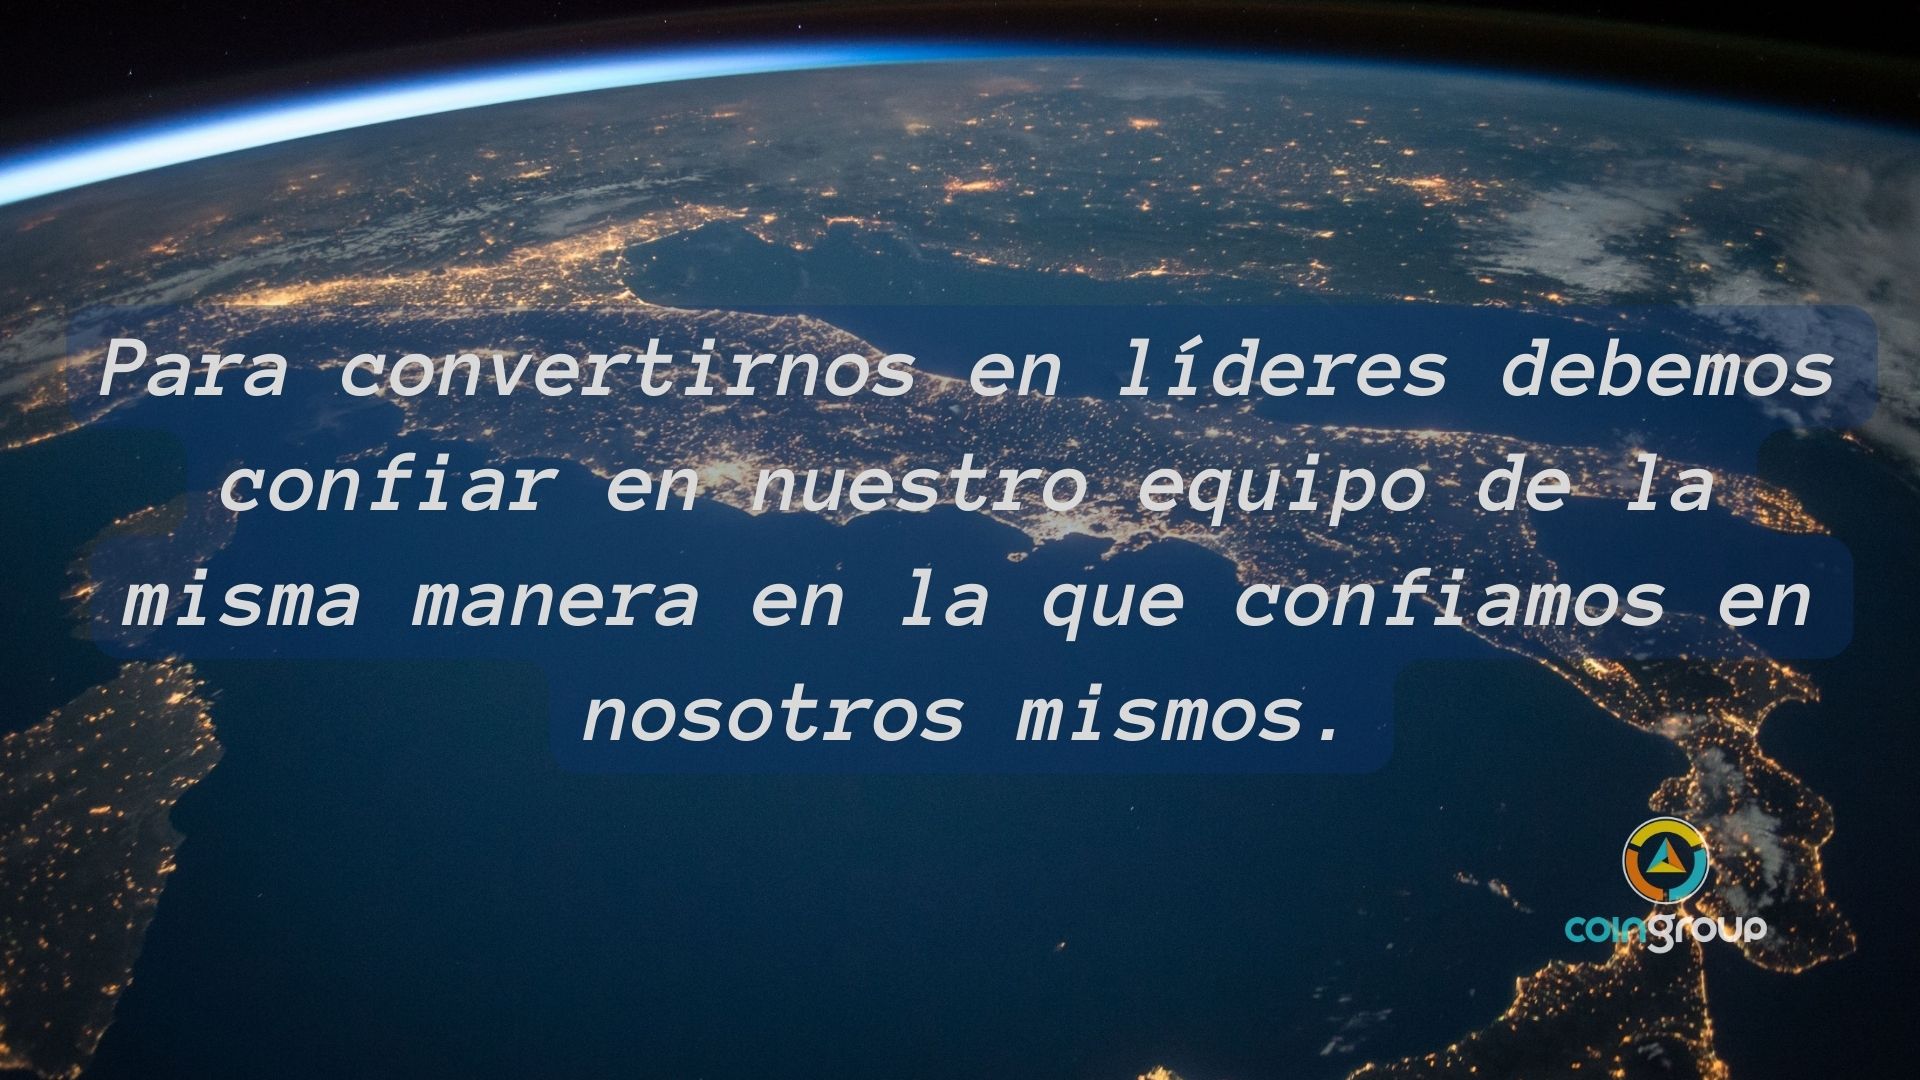 Para convertirnos en líderes debemos
confiar en nuestro equipo de la
misma manera en la que confiamos en
nosotros mismos.
coingroup